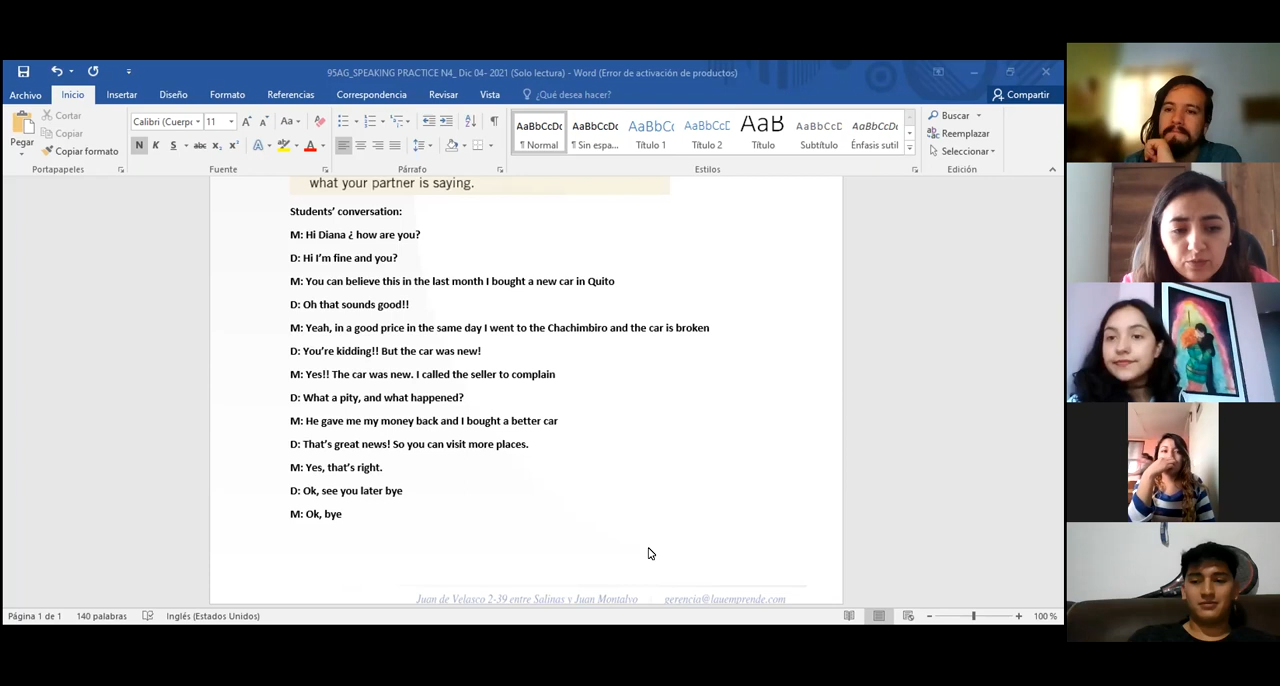 95AG_SPEAKING PRACTICE N4_ Dic 04- 2021 (Solo lectura) - Word (Error de activación de productos)
Archivo Inicio Insertar Diseño Formato Referencias Correspondencia Revisar Vista ¿Qué desea hacer? Compartir
Pegar
Cortar
Copiar
Copiar formato
Portapapeles
Calibri (Cuerpo 11 Aa
N K S abc x₂ x²
Fuente
Párrafo
AaBbCcDc AaBbCcDc AaBbCc AaBbCcD AaB AaBbCcD AaBbCcDc
¶ Normal ¶ Sin espa... Título 1 Título 2 Título Subtítulo Énfasis sutil
Estilos
Buscar
Reemplazar
Seleccionar
Edición
what your partner is saying.
Students’ conversation:
M: Hi Diana ¿ how are you?
D: Hi I’m fine and you?
M: You can believe this in the last month I bought a new car in Quito
D: Oh that sounds good!!
M: Yeah, in a good price in the same day I went to the Chachimbiro and the car is broken
D: You’re kidding!! But the car was new!
M: Yes!! The car was new. I called the seller to complain
D: What a pity, and what happened?
M: He gave me my money back and I bought a better car
D: That’s great news! So you can visit more places.
M: Yes, that’s right.
D: Ok, see you later bye
M: Ok, bye
Juan de Velasco 2-39 entre Salinas y Juan Montalvo | gerencia@lauemprende.com
Página 1 de 1 140 palabras Inglés (Estados Unidos) 100 %